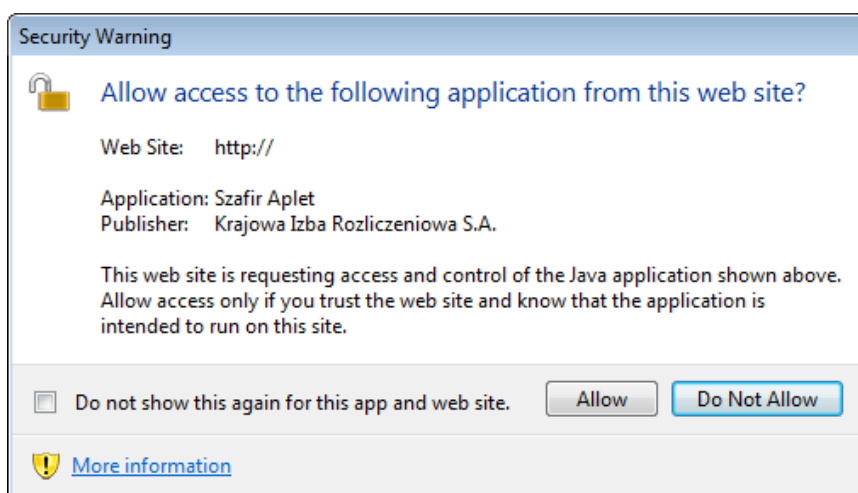 Security Warning
Allow access to the following application from this web site?
Web Site: http://
Application: Szafir Aplet
Publisher: Krajowa Izba Rozliczeniowa S.A.
This web site is requesting access and control of the Java application shown above.
Allow access only if you trust the web site and know that the application is
intended to run on this site.
Do not show this again for this app and web site.
Allow
Do Not Allow
More information